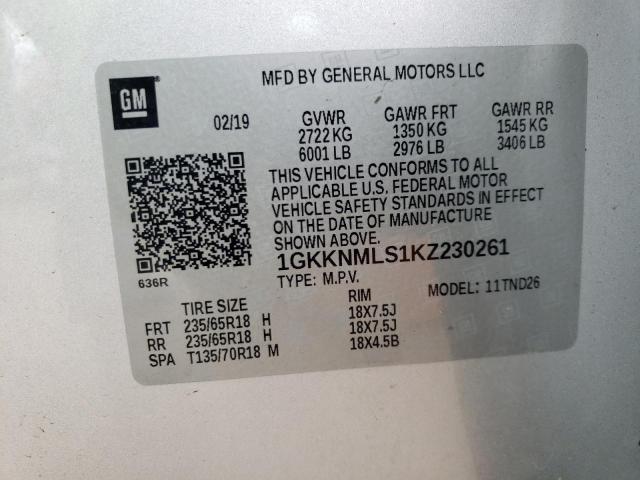 GM
MFD BY GENERAL MOTORS LLC
02/19
GVWR GAWR FRT GAWR RR
2722 KG 1350 KG 1545 KG
6001 LB 2976 LB 3406 LB
THIS VEHICLE CONFORMS TO ALL
APPLICABLE U.S. FEDERAL MOTOR
VEHICLE SAFETY STANDARDS IN EFFECT
ON THE DATE OF MANUFACTURE
SHOWN ABOVE.
1GKKNMLS1KZ230261
636R
TYPE: M.P.V. MODEL: 11TND26
TIRE SIZE RIM
FRT 235/65R18 H 18X7.5J
RR 235/65R18 H 18X7.5J
SPA T135/70R18 M 18X4.5B